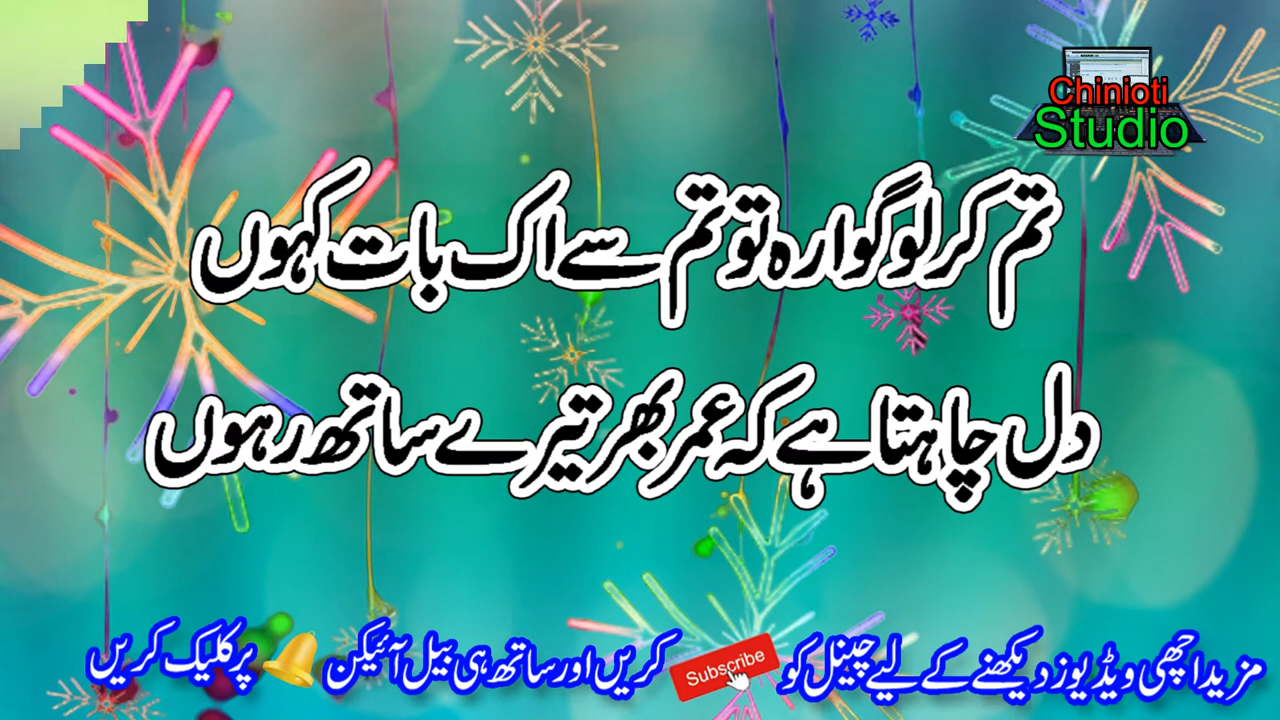 Chinioti
Studio
تم کر لو گوارہ تو تم سے اک بات کہوں
دل چاہتا ہے کہ عمر بھر تیرے ساتھ رہوں
مزید اچھی ویڈیوز دیکھنے کے لیے چینل کو Subscribe کریں اور ساتھ ہی بیل آئیکن 🔔 پر کلیک کریں